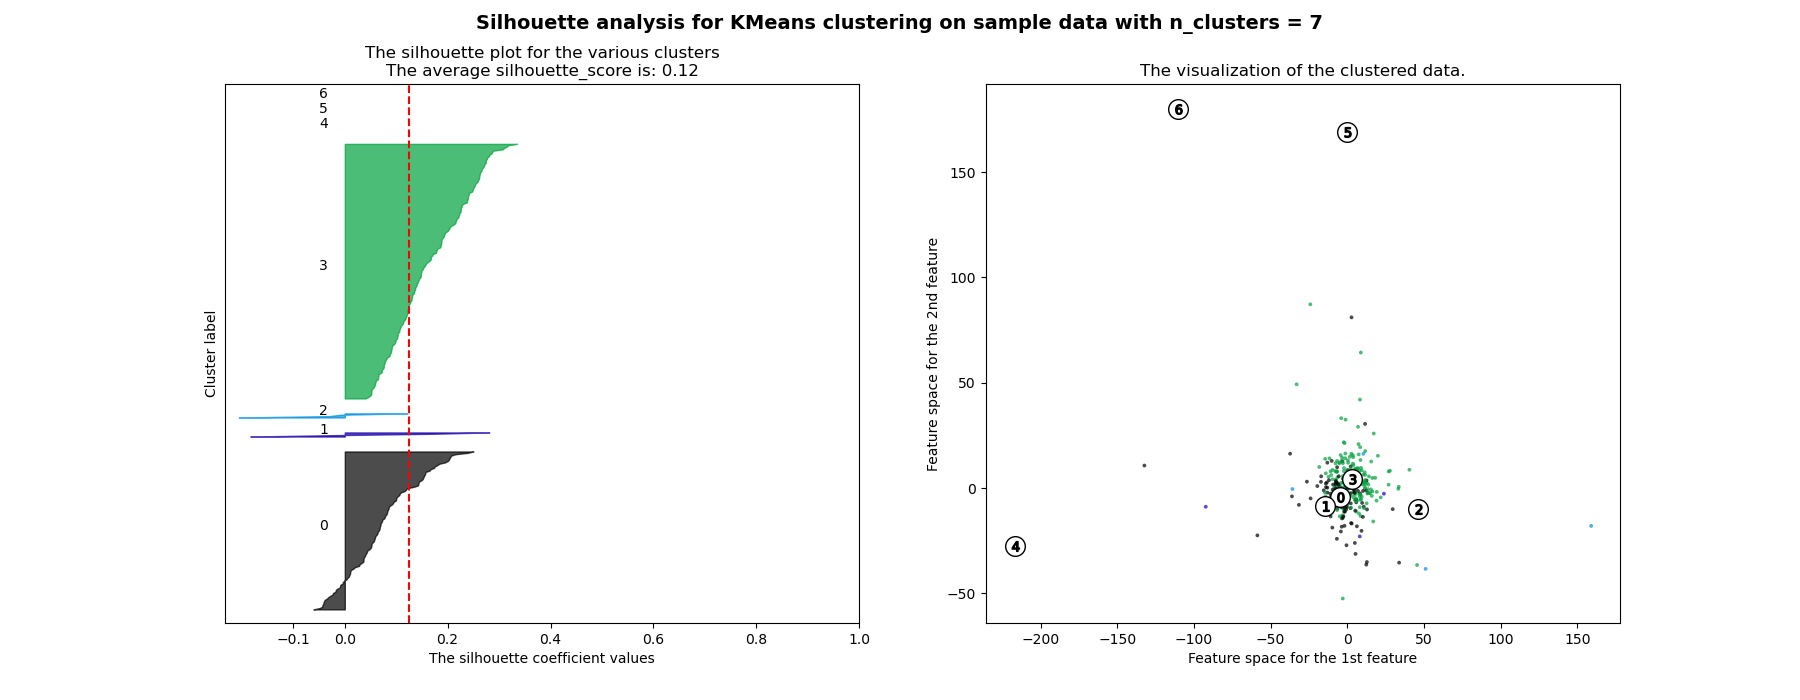 Silhouette analysis for KMeans clustering on sample data with n_clusters = 7
The silhouette plot for the various clusters
The average silhouette_score is: 0.12
6
5
4
3
2
1
0
Cluster label
−0.1 0.0 0.2 0.4 0.6 0.8 1.0
The silhouette coefficient values
The visualization of the clustered data.
6
5
3
0
1
2
4
150
100
50
0
−50
Feature space for the 2nd feature
−200 −150 −100 −50 0 50 100 150
Feature space for the 1st feature